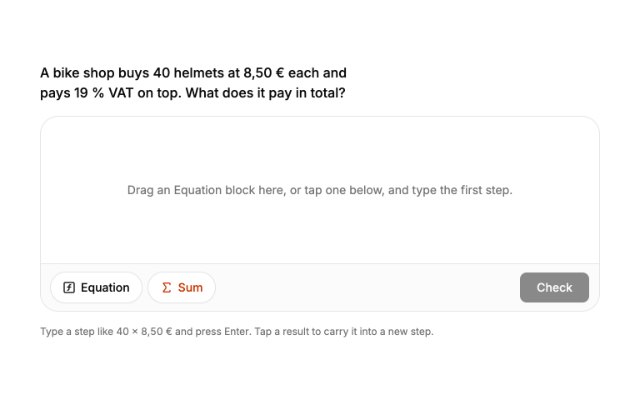 A bike shop buys 40 helmets at 8,50 € each and
pays 19 % VAT on top. What does it pay in total?
Drag an Equation block here, or tap one below, and type the first step.
Equation
Sum
Check
Type a step like 40 × 8,50 € and press Enter. Tap a result to carry it into a new step.